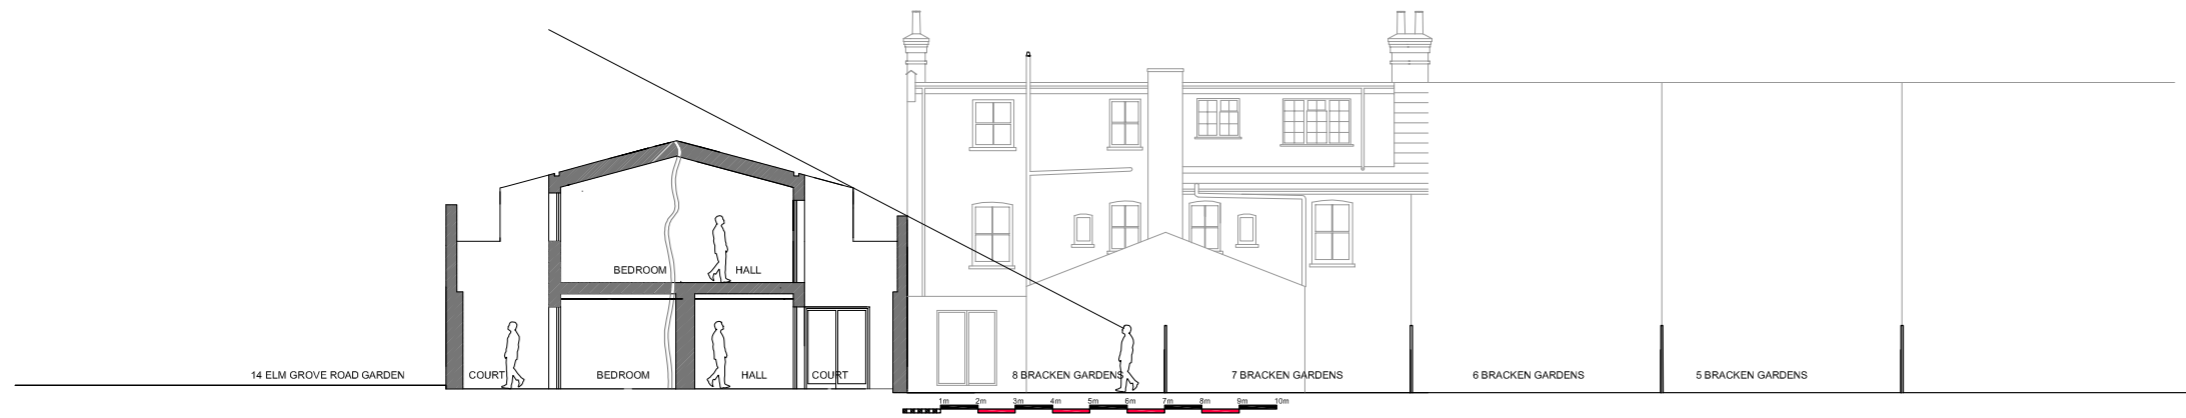 BEDROOM HALL
14 ELM GROVE ROAD GARDEN COURT BEDROOM HALL COURT 8 BRACKEN GARDENS 7 BRACKEN GARDENS 6 BRACKEN GARDENS 5 BRACKEN GARDENS
1m 2m 3m 4m 5m 6m 7m 8m 9m 10m